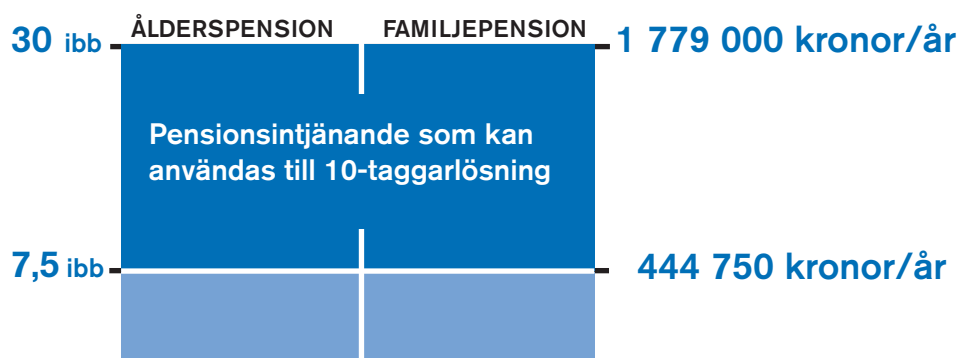 ÅLDERSPENSION FAMILJEPENSION
30 ibb 1 779 000 kronor/år
Pensionsintjänande som kan
användas till 10-taggarlösning
7,5 ibb 444 750 kronor/år